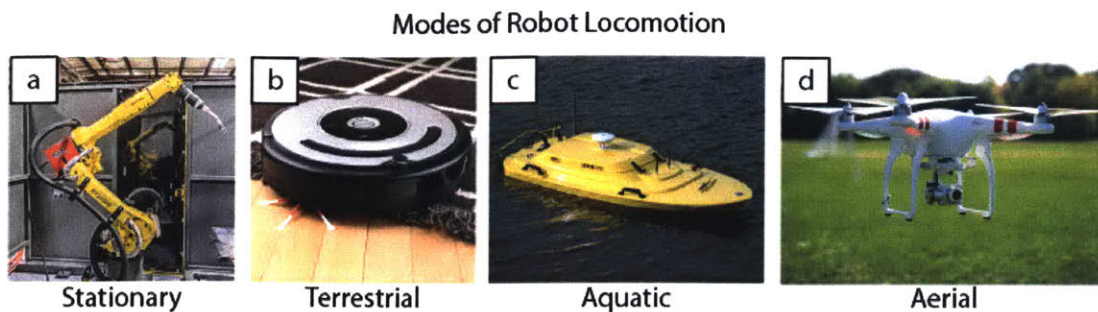 Modes of Robot Locomotion
a
b
c
d
Stationary
Terrestrial
Aquatic
Aerial